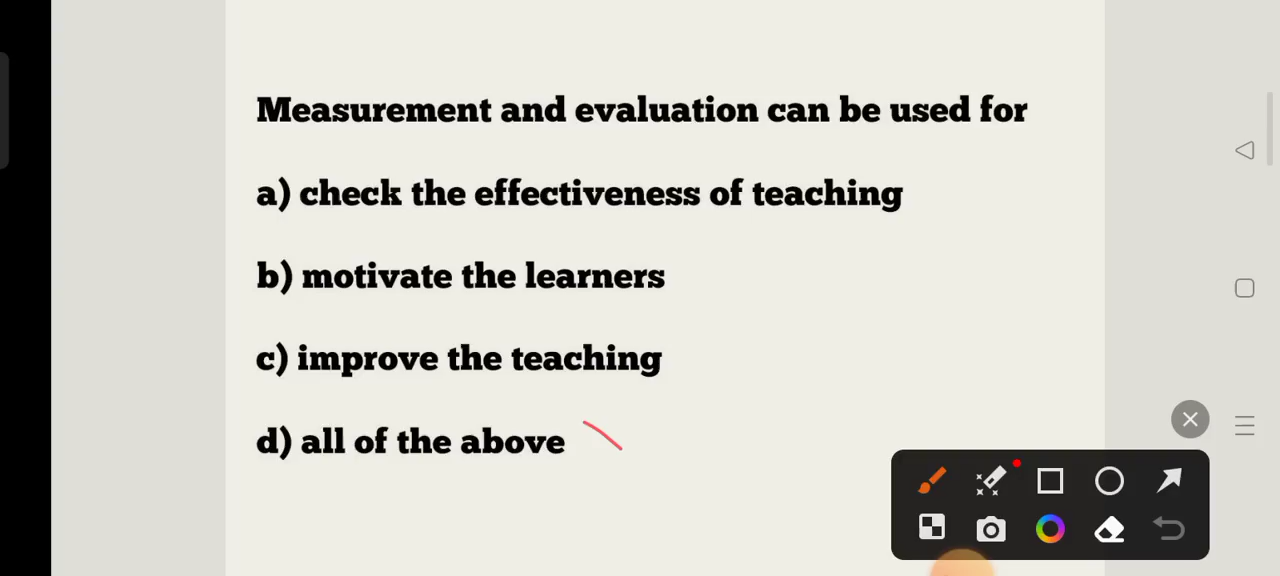 Measurement and evaluation can be used for
a) check the effectiveness of teaching
b) motivate the learners
c) improve the teaching
d) all of the above